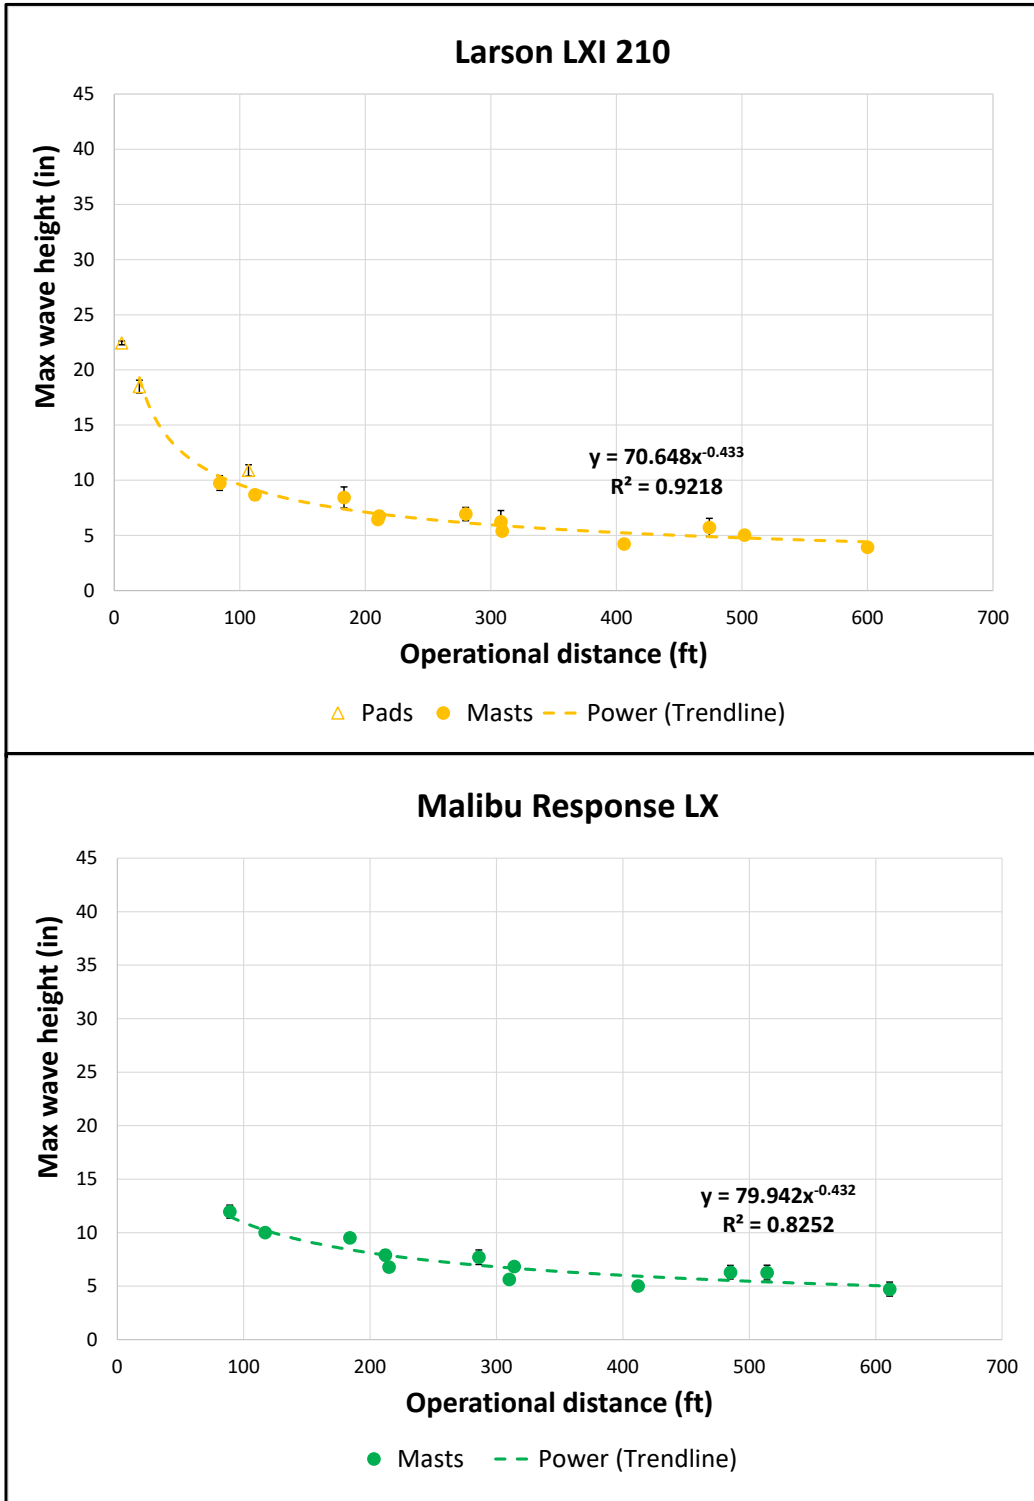 Larson LXI 210
45
40
35
30
25
20
15
10
5
0
Max wave height (in)
y = 70.648x^-0.433
R² = 0.9218
0 100 200 300 400 500 600 700
Operational distance (ft)
Pads Masts Power (Trendline)
Malibu Response LX
45
40
35
30
25
20
15
10
5
0
Max wave height (in)
y = 79.942x^-0.432
R² = 0.8252
0 100 200 300 400 500 600 700
Operational distance (ft)
Masts Power (Trendline)